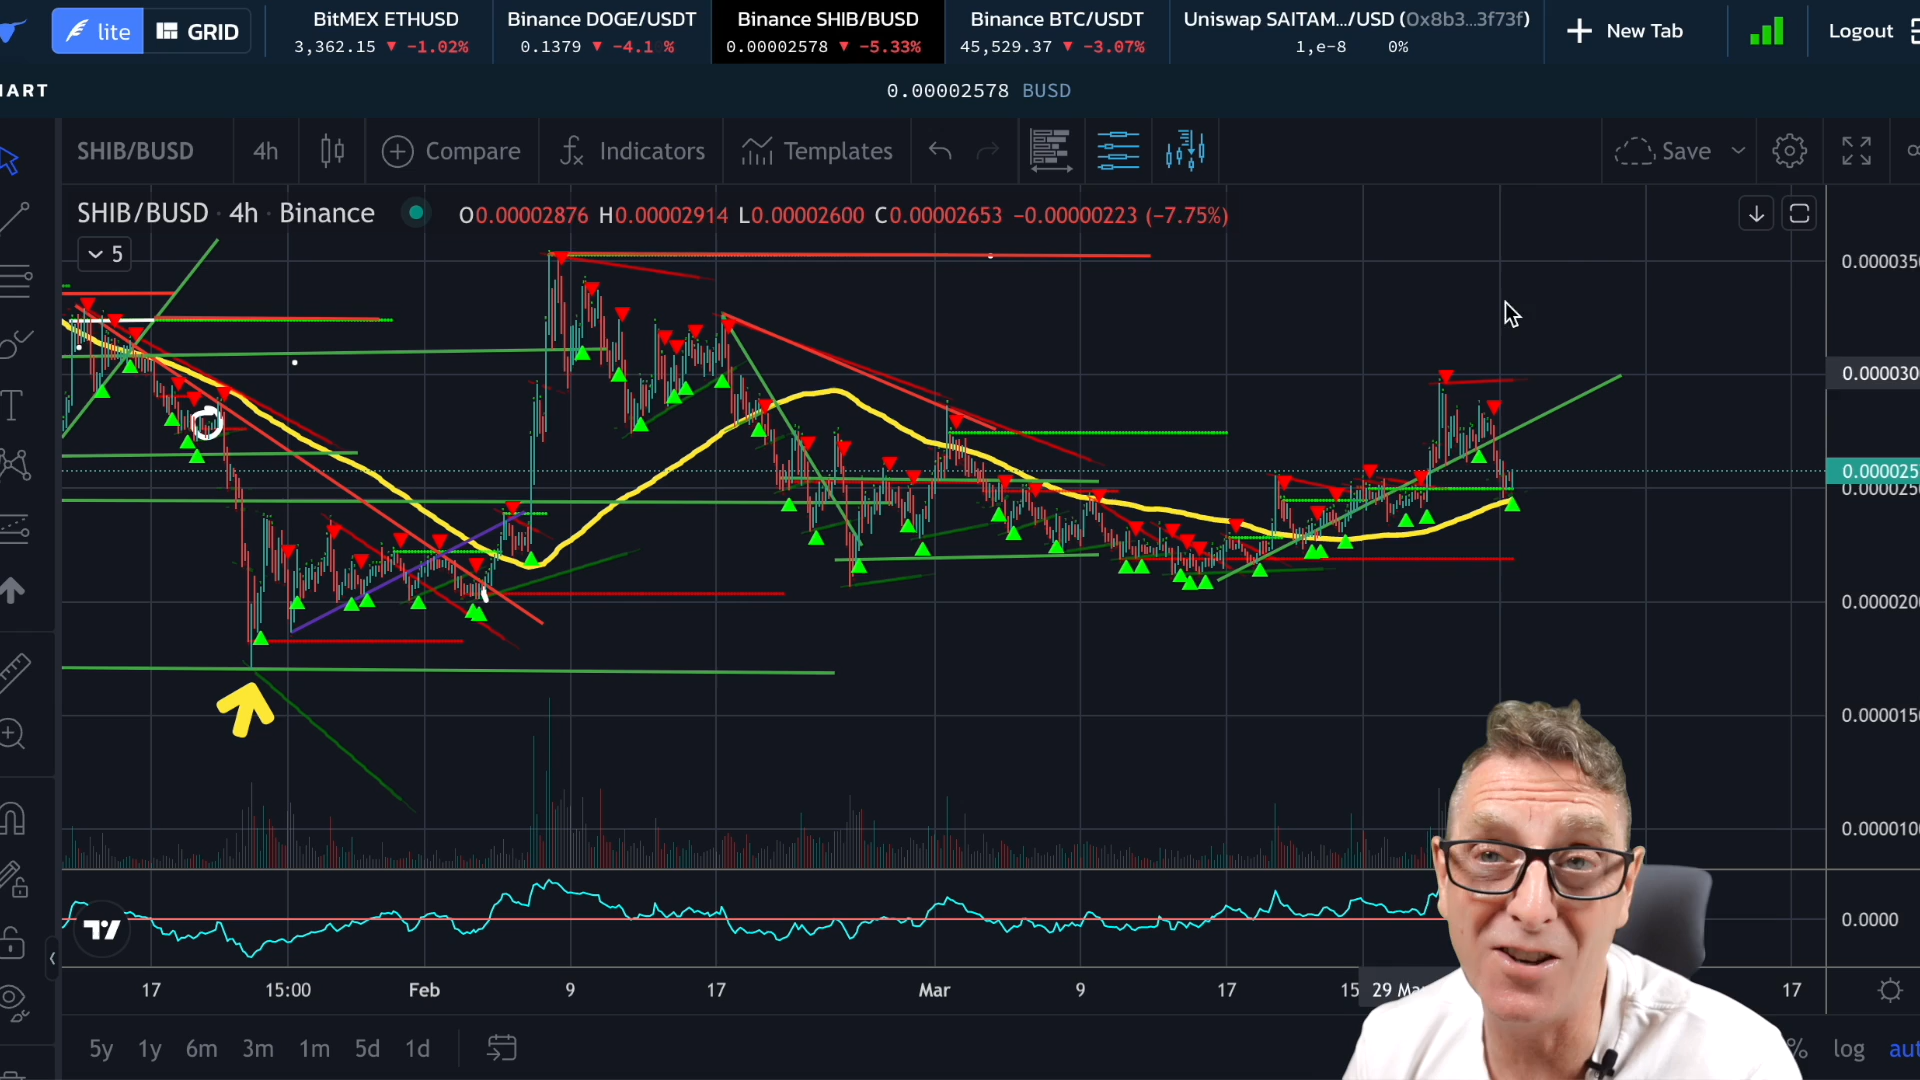 lite
GRID
BitMEX ETHUSD
3,362.15 ▼ -1.02%
Binance DOGE/USDT
0.1379 ▼ -4.1 %
Binance SHIB/BUSD
0.00002578 ▼ -5.33%
Binance BTC/USDT
45,529.37 ▼ -3.07%
Uniswap SAITAM.../USD (0x8b3...3f73f)
1,e-8 0%
+ New Tab
Logout
ART
0.00002578 BUSD
SHIB/BUSD
4h
Compare
Indicators
Templates
Save
SHIB/BUSD · 4h · Binance
O0.00002876 H0.00002914 L0.00002600 C0.00002653 −0.00000223 (−7.75%)
5
0.0000350
0.000030
0.000025
0.000025
0.000020
0.000015
0.000010
0.0000
17 15:00 Feb 9 17 Mar 9 17 15 29 Ma 17
5y 1y 6m 3m 1m 5d 1d
% log aut